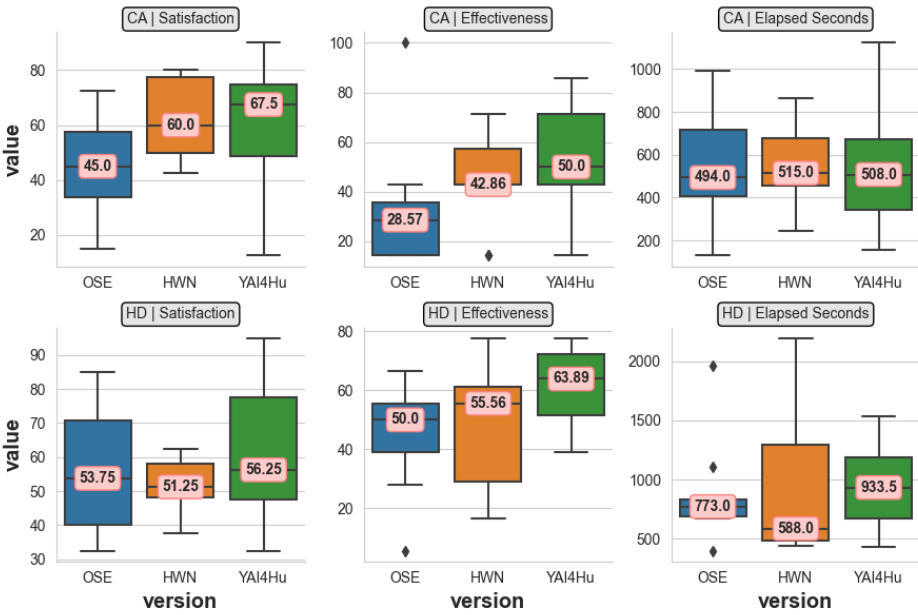 CA | Satisfaction
CA | Effectiveness
CA | Elapsed Seconds
value
80
60
40
20
45.0
60.0
67.5
OSE
HWN
YAI4Hu
100
80
60
40
20
28.57
42.86
50.0
OSE
HWN
YAI4Hu
1000
800
600
400
200
494.0
515.0
508.0
OSE
HWN
YAI4Hu
HD | Satisfaction
HD | Effectiveness
HD | Elapsed Seconds
value
90
80
70
60
50
40
30
53.75
51.25
56.25
OSE
HWN
YAI4Hu
version
80
60
40
20
50.0
55.56
63.89
OSE
HWN
YAI4Hu
version
2000
1500
1000
500
773.0
588.0
933.5
OSE
HWN
YAI4Hu
version